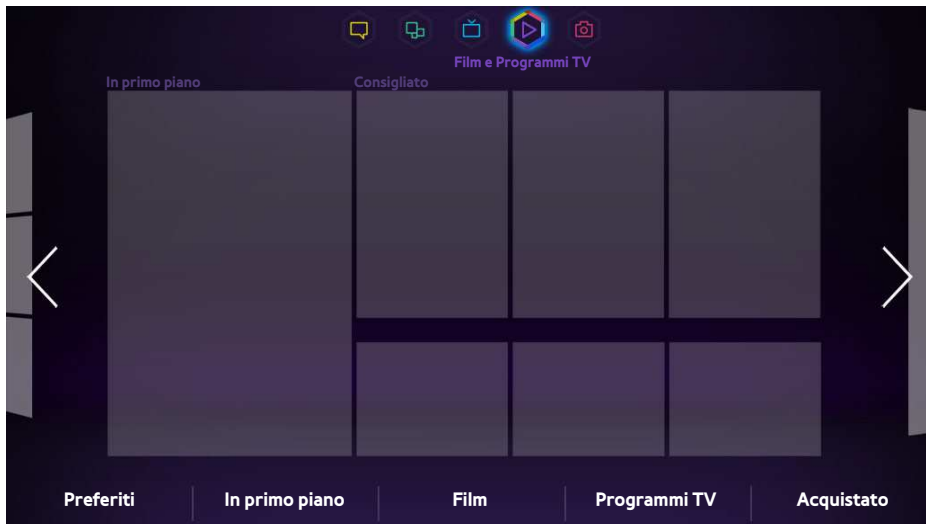 Film e Programmi TV
In primo piano
Consigliato
Preferiti
In primo piano
Film
Programmi TV
Acquistato